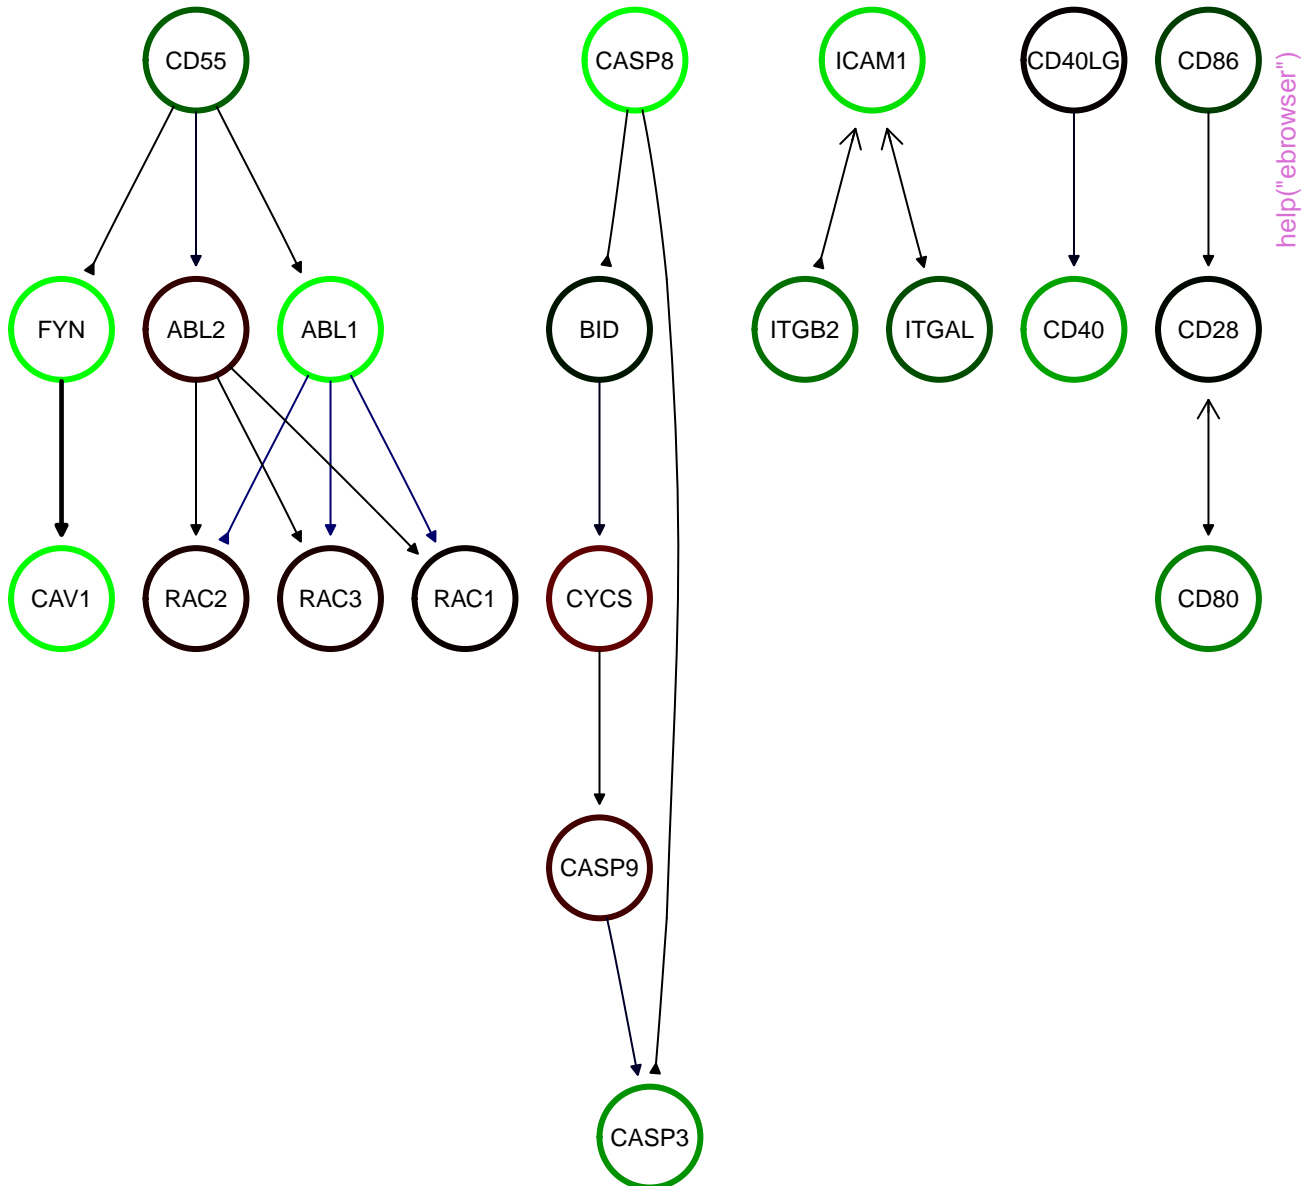 CD55
CASP8
ICAM1
CD40LG
CD86
help("ebrowser")
FYN
ABL2
ABL1
BID
ITGB2
ITGAL
CD40
CD28
CAV1
RAC2
RAC3
RAC1
CYCS
CD80
CASP9
CASP3